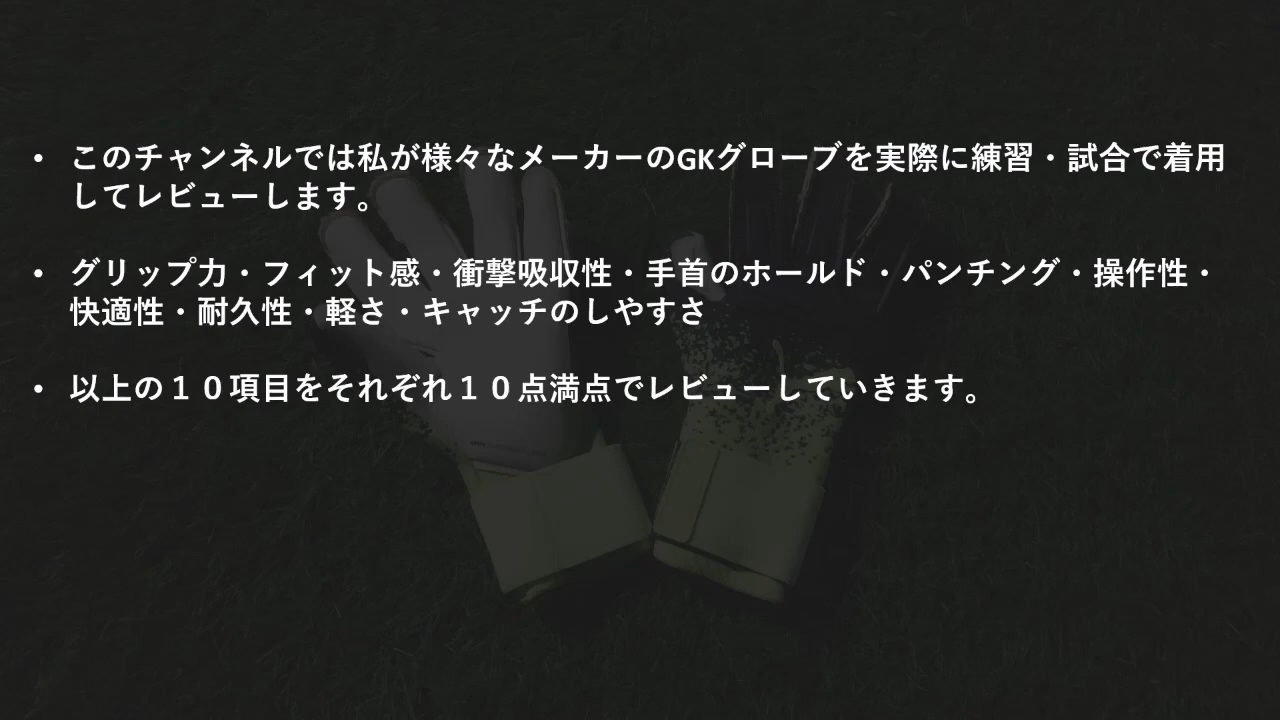 • このチャンネルでは私が様々なメーカーのGKグローブを実際に練習・試合で着用
してレビューします。
• グリップ力・フィット感・衝撃吸収性・手首のホールド・パンチング・操作性・
快適性・耐久性・軽さ・キャッチのしやすさ
• 以上の１０項目をそれぞれ１０点満点でレビューしていきます。